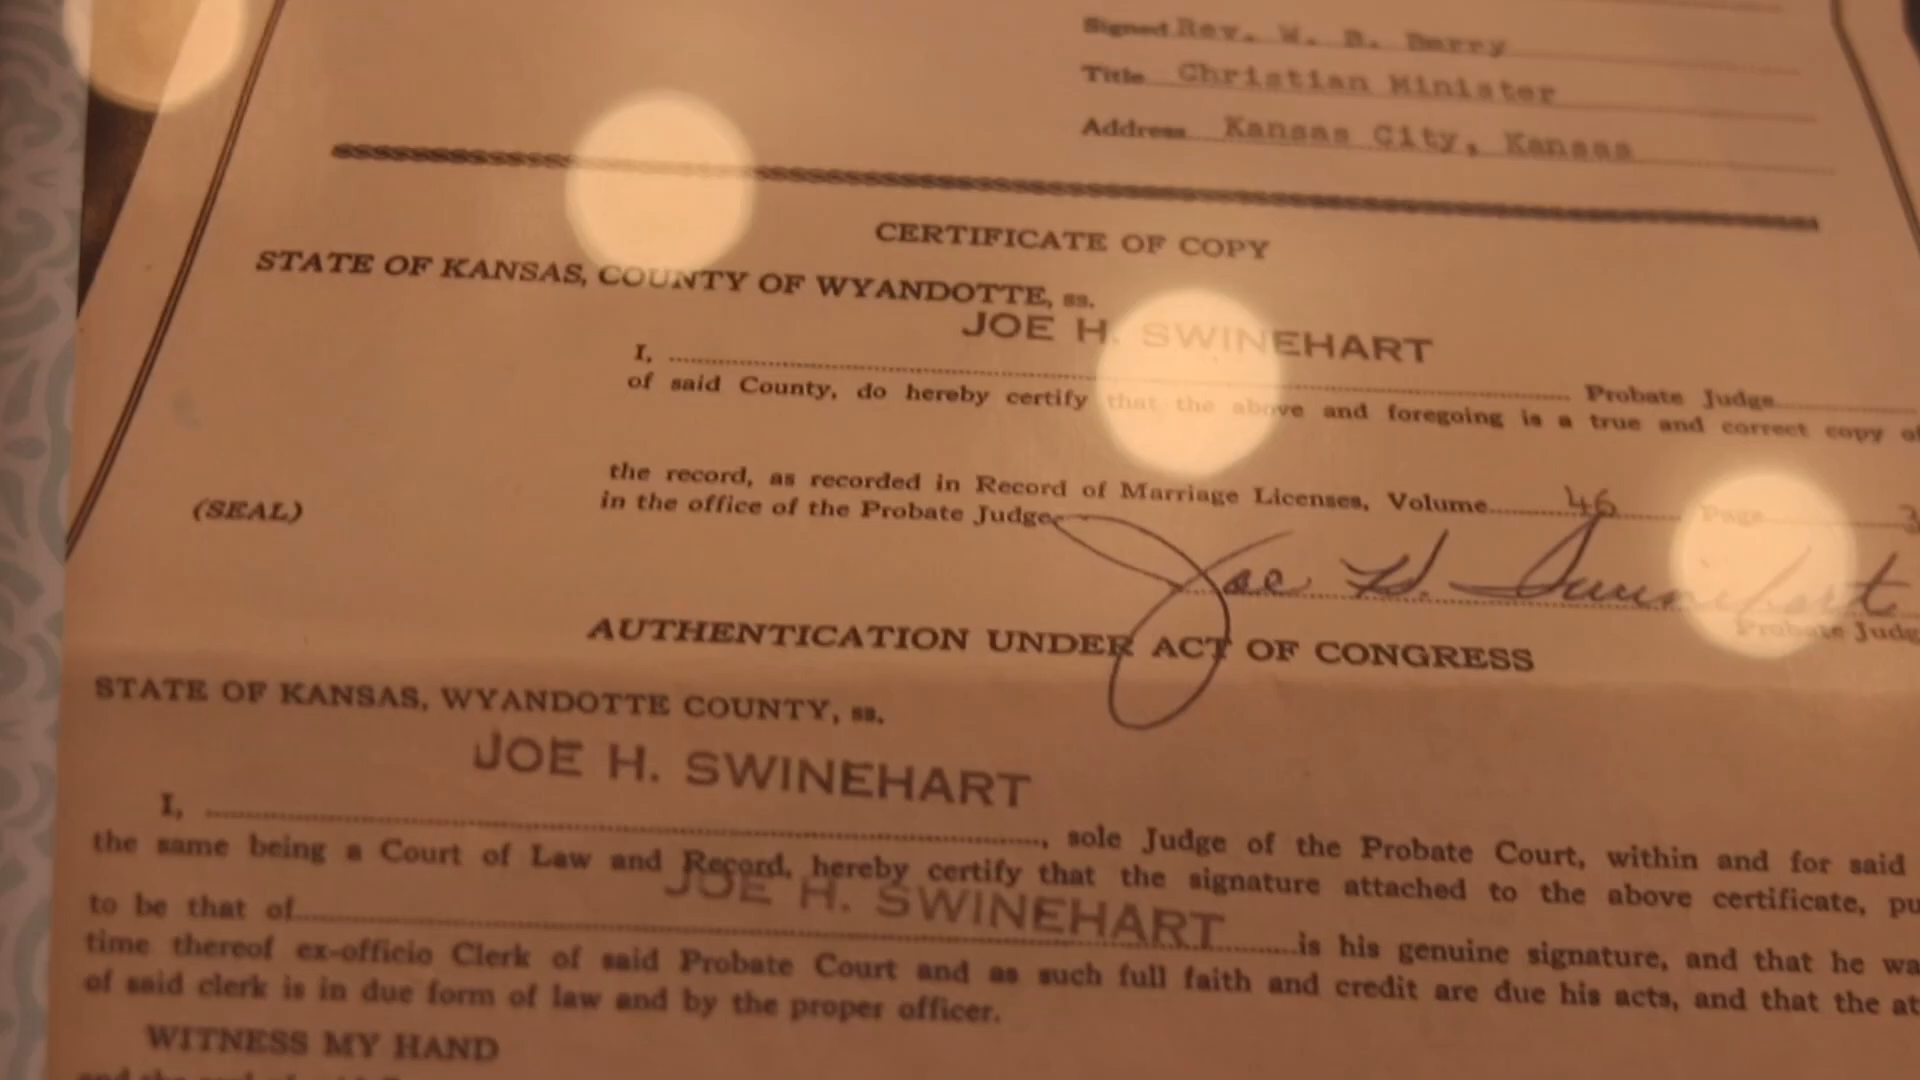 Signed Rev. W. B. Barry
Title Christian Minister
Address Kansas City, Kansas
CERTIFICATE OF COPY
STATE OF KANSAS, COUNTY OF WYANDOTTE, ss.
JOE H. SWINEHART
I, Probate Judge
of said County, do hereby certify that the above and foregoing is a true and correct copy of
the record, as recorded in Record of Marriage Licenses, Volume 46 Page 3
in the office of the Probate Judge.
Joe H. Swinehart
Probate Judge
(SEAL)
AUTHENTICATION UNDER ACT OF CONGRESS
STATE OF KANSAS, WYANDOTTE COUNTY, ss.
JOE H. SWINEHART
I, , sole Judge of the Probate Court, within and for said
the same being a Court of Law and Record, hereby certify that the signature attached to the above certificate, pu
JOE H. SWINEHART
to be that of is his genuine signature, and that he wa
time thereof ex-officio Clerk of said Probate Court and as such full faith and credit are due his acts, and that the at
of said clerk is in due form of law and by the proper officer.
WITNESS MY HAND